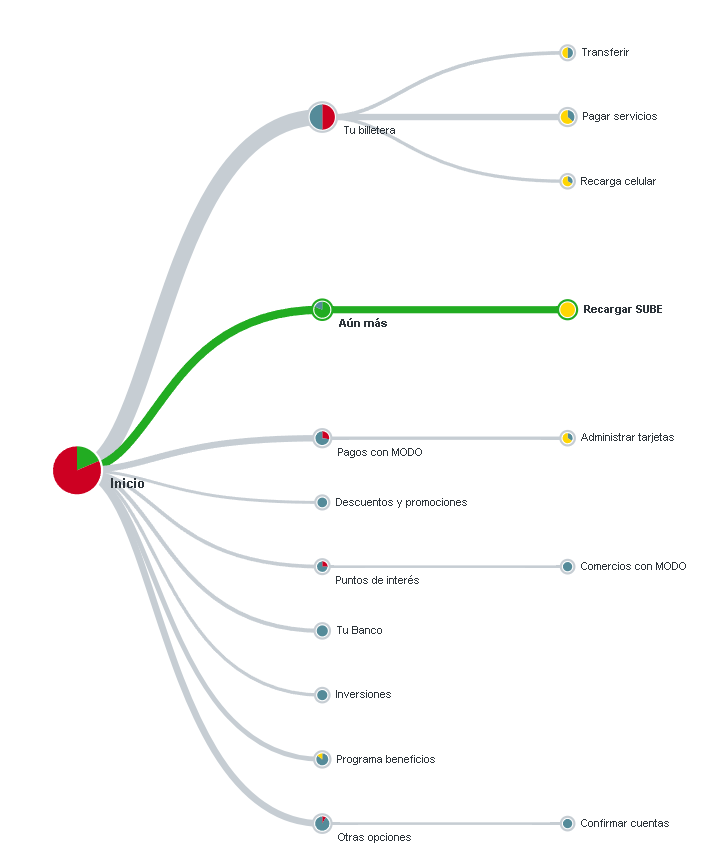 Transferir
Pagar servicios
Tu billetera
Recarga celular
Recargar SUBE
Aún más
Administrar tarjetas
Pagos con MODO
Inicio
Descuentos y promociones
Comercios con MODO
Puntos de interés
Tu Banco
Inversiones
Programa beneficios
Confirmar cuentas
Otras opciones